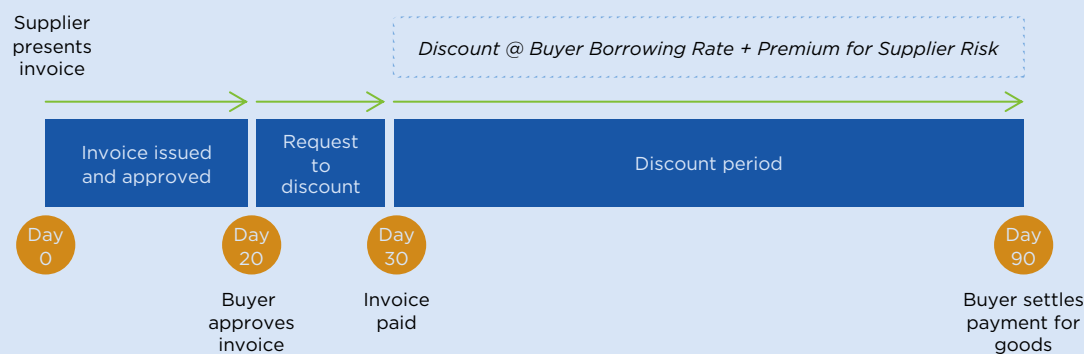 Supplier
presents
invoice
Discount @ Buyer Borrowing Rate + Premium for Supplier Risk
Invoice issued
and approved
Request
to
discount
Discount period
Day
0
Day
20
Day
30
Day
90
Buyer
approves
invoice
Invoice
paid
Buyer settles
payment for
goods